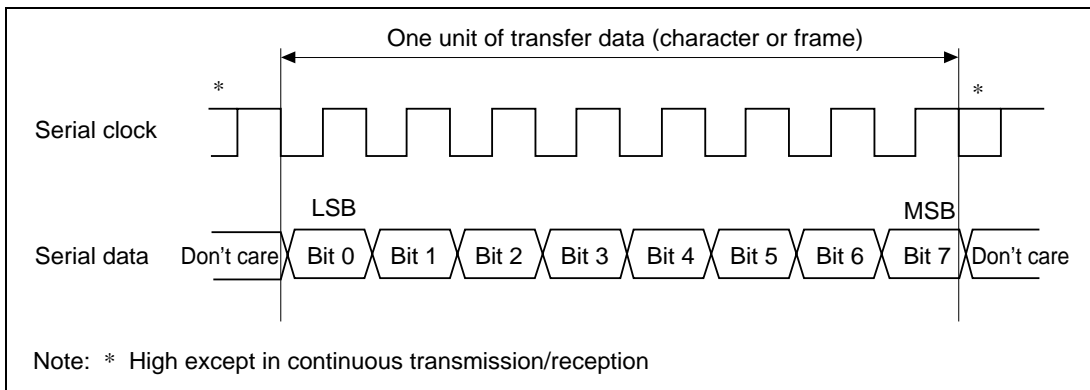 One unit of transfer data (character or frame)
* *
Serial clock
LSB MSB
Serial data Don't care Bit 0 Bit 1 Bit 2 Bit 3 Bit 4 Bit 5 Bit 6 Bit 7 Don't care
Note: * High except in continuous transmission/reception